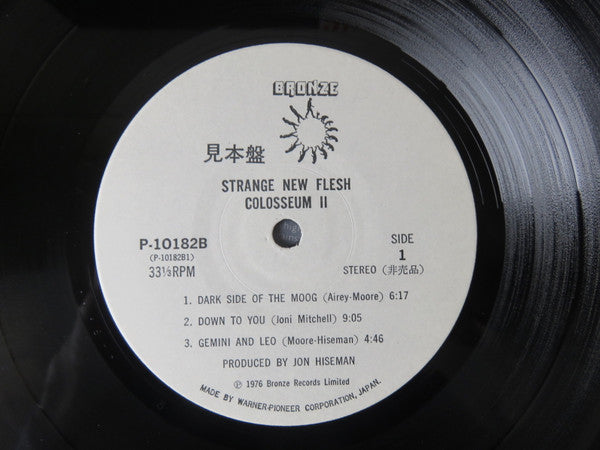 BRONZE
見本盤
STRANGE NEW FLESH
COLOSSEUM II
P-10182B
(P-10182B1)
33⅓RPM
SIDE
1
STEREO (非売品)
1. DARK SIDE OF THE MOOG (Airey-Moore) 6:17
2. DOWN TO YOU (Joni Mitchell) 9:05
3. GEMINI AND LEO (Moore-Hiseman) 4:46
PRODUCED BY JON HISEMAN
℗ 1976 Bronze Records Limited
MADE BY WARNER-PIONEER CORPORATION, JAPAN.